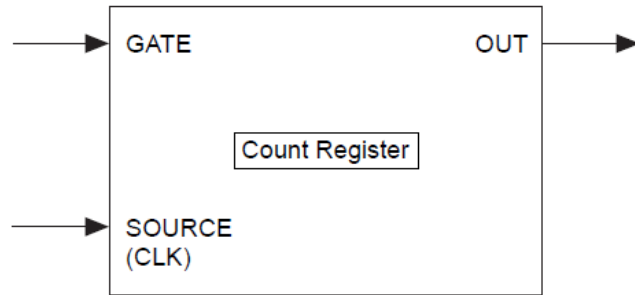 GATE
OUT
Count Register
SOURCE
(CLK)